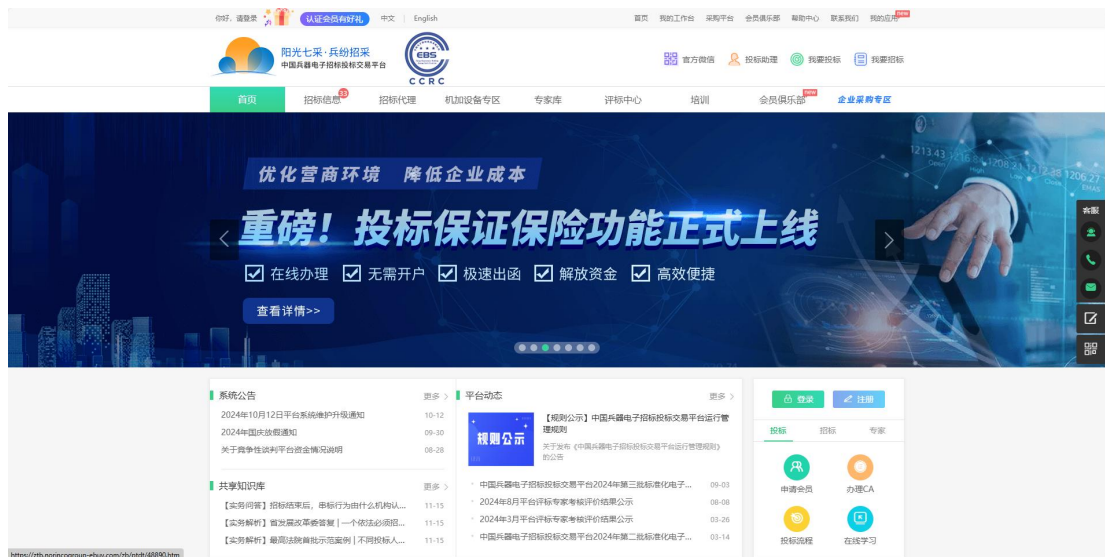 你好，请登录 认证会员有好礼 中文 English 首页 我的工作台 采购平台 会员俱乐部 帮助中心 联系我们 我的应用 new
阳光七采·兵纷招采
中国兵器电子招标投标交易平台
EBS
CCRC
官方微信 投标助理 我要投标 我要招标
首页 招标信息 33 招标代理 机加设备专区 专家库 评标中心 培训 会员俱乐部 new 企业采购专区
优化营商环境 降低企业成本
重磅！投标保证保险功能正式上线
在线办理 无需开户 极速出函 解放资金 高效便捷
查看详情>>
1213.43
Open
High
Low
1206.27
EMAS
客服
系统公告 更多 >
2024年10月12日平台系统维护升级通知 10-12
2024年国庆放假通知 09-30
关于竞争性谈判平台资金情况说明 08-28
共享知识库 更多 >
【实务问答】招标结束后，串标行为由什么机构认... 11-15
【实务解析】省发展改革委答复 | 一个依法必须招... 11-15
【实务解析】最高法院首批示范案例 | 不同投标人... 11-15
平台动态 更多 >
规则公示
【规则公示】中国兵器电子招标投标交易平台运行管
理规则
关于发布《中国兵器电子招标投标交易平台运行管理规则》
的公告
中国兵器电子招标投标交易平台2024年第三批标准化电子... 09-03
2024年8月平台评标专家考核评价结果公示 08-08
2024年3月平台评标专家考核评价结果公示 03-26
中国兵器电子招标投标交易平台2024年第二批标准化电子... 03-14
登录 注册
投标 招标 专家
申请会员 办理CA
投标流程 在线学习
https://ztb.norincogroup-ebuy.com/zb/ptdt/48890.htm